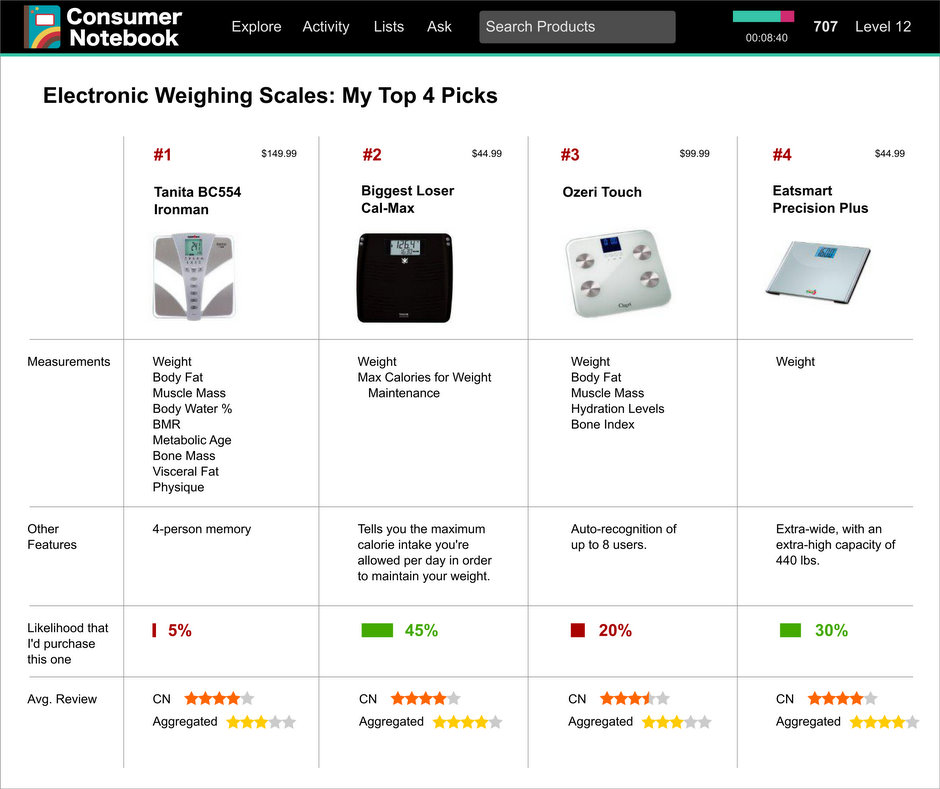 Consumer
Notebook
Explore Activity Lists Ask Search Products 707 Level 12
00:08:40
Electronic Weighing Scales: My Top 4 Picks
#1 $149.99
Tanita BC554
Ironman
#2 $44.99
Biggest Loser
Cal-Max
#3 $99.99
Ozeri Touch
#4 $44.99
Eatsmart
Precision Plus
Measurements
Weight
Body Fat
Muscle Mass
Body Water %
BMR
Metabolic Age
Bone Mass
Visceral Fat
Physique
Weight
Max Calories for Weight
Maintenance
Weight
Body Fat
Muscle Mass
Hydration Levels
Bone Index
Weight
Other
Features
4-person memory
Tells you the maximum
calorie intake you're
allowed per day in order
to maintain your weight.
Auto-recognition of
up to 8 users.
Extra-wide, with an
extra-high capacity of
440 lbs.
Likelihood that
I'd purchase
this one
5%
45%
20%
30%
Avg. Review
CN
Aggregated
CN
Aggregated
CN
Aggregated
CN
Aggregated